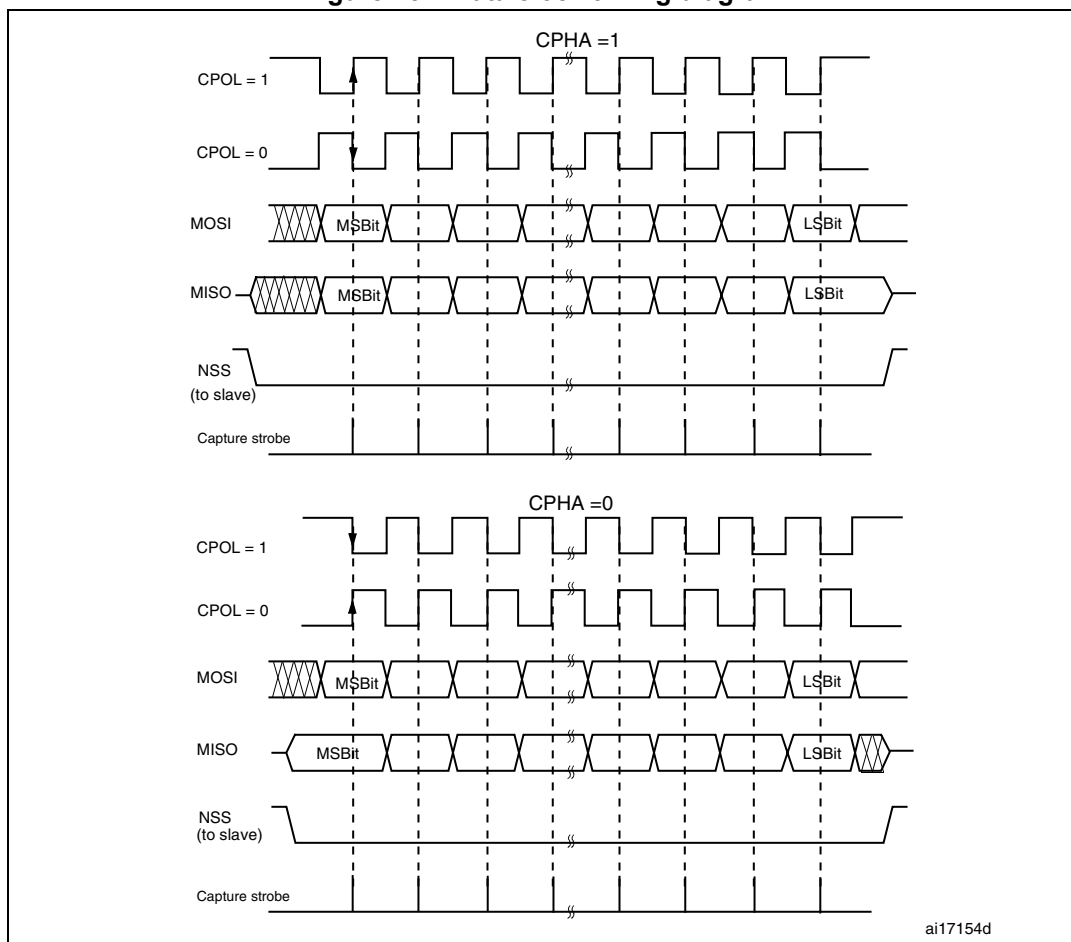 CPHA =1
CPOL = 1
CPOL = 0
MOSI
MSBit
LSBit
MISO
MSBit
LSBit
NSS
(to slave)
Capture strobe
CPHA =0
CPOL = 1
CPOL = 0
MOSI
MSBit
LSBit
MISO
MSBit
LSBit
NSS
(to slave)
Capture strobe
ai17154d